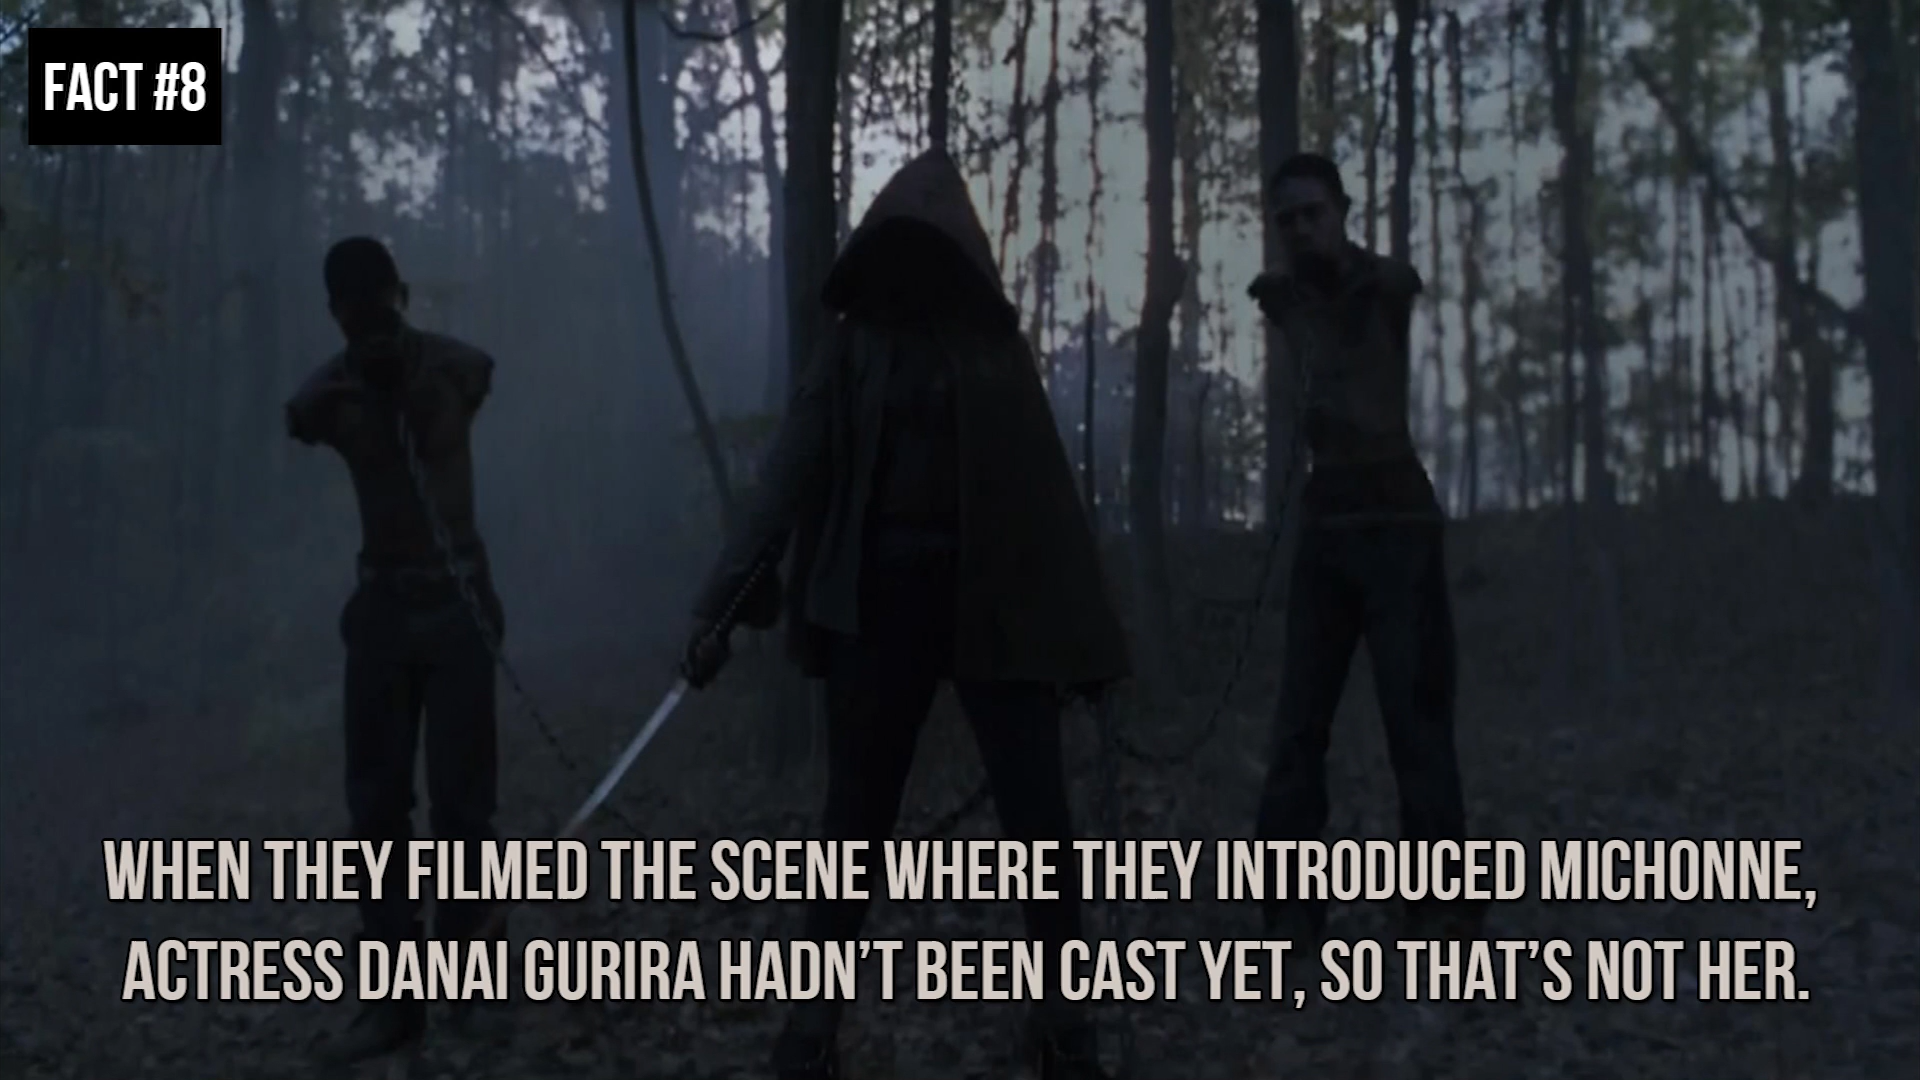 FACT #8
WHEN THEY FILMED THE SCENE WHERE THEY INTRODUCED MICHONNE,
ACTRESS DANAI GURIRA HADN'T BEEN CAST YET, SO THAT'S NOT HER.